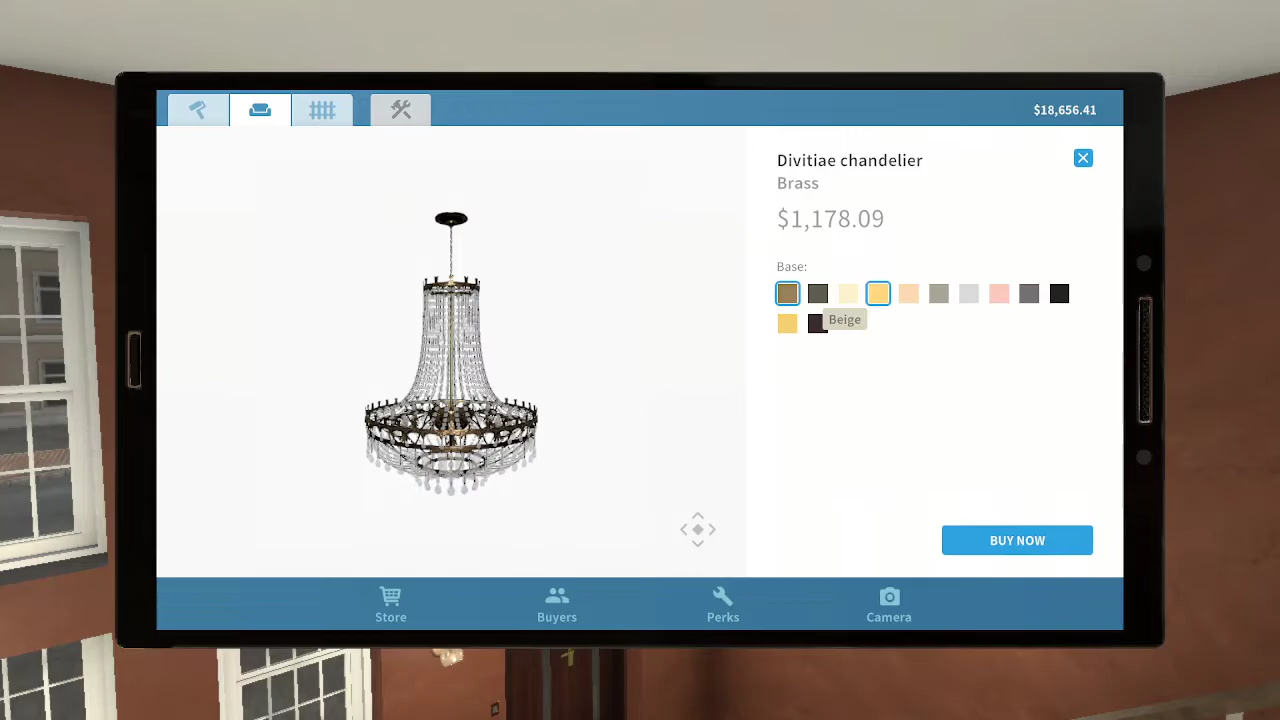 $18,656.41
Divitiae chandelier
Brass
$1,178.09
Base:
Beige
BUY NOW
Store
Buyers
Perks
Camera